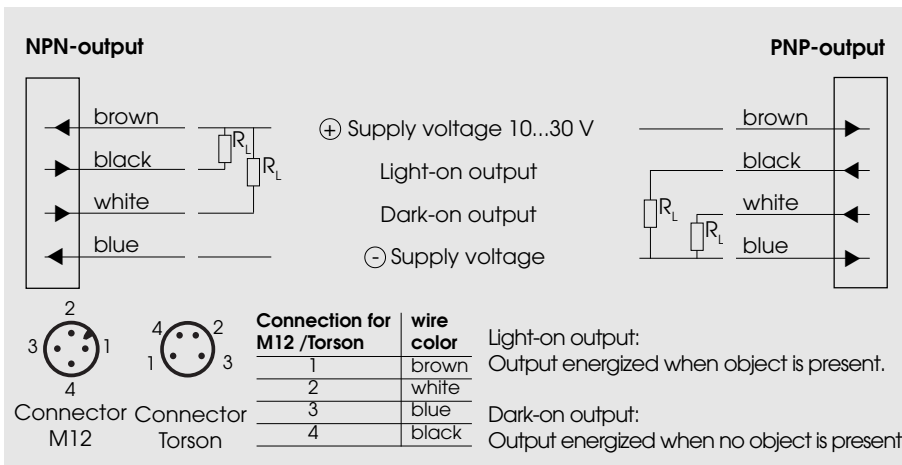 NPN-output
PNP-output
brown
black
white
blue
R L
R L
+ Supply voltage 10...30 V
Light-on output
Dark-on output
- Supply voltage
R L
R L
brown
black
white
blue
2
3
1
4
Connector
M12
4
2
1
3
Connector
Torson
Connection for
M12 /Torson
wire
color
1 brown
2 white
3 blue
4 black
Light-on output:
Output energized when object is present.
Dark-on output:
Output energized when no object is present